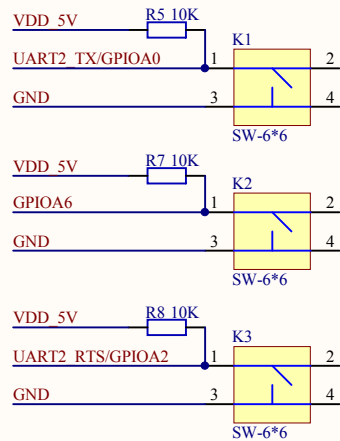 VDD_5V
R5 10K
K1
UART2_TX/GPIOA0
1
2
GND
3
4
SW-6*6
VDD_5V
R7 10K
K2
GPIOA6
1
2
GND
3
4
SW-6*6
VDD_5V
R8 10K
K3
UART2_RTS/GPIOA2
1
2
GND
3
4
SW-6*6